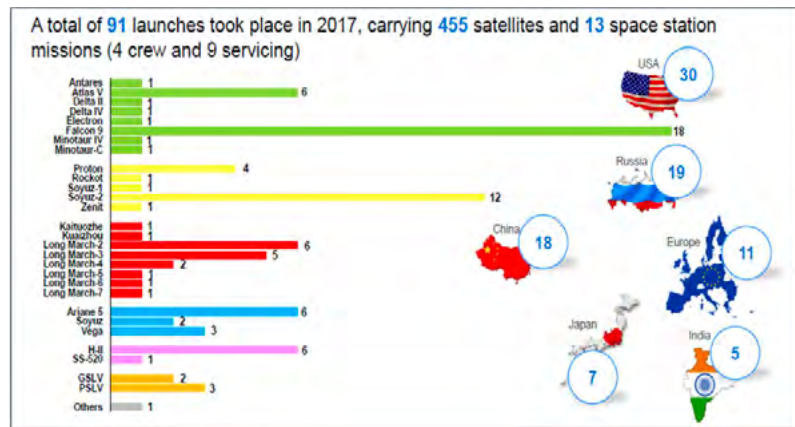 A total of 91 launches took place in 2017, carrying 455 satellites and 13 space station
missions (4 crew and 9 servicing)
USA
30
Antares 1
Atlas V 6
Delta II 1
Delta IV 1
Electron 1
Falcon 9 18
Minotaur IV 1
Minotaur-C 1
Russia
19
Proton 4
Rockot 1
Soyuz-1 1
Soyuz-2 12
Zenit 1
China
18
Kaituozhe 1
Kuaizhou 1
Long March-2 6
Long March-3 5
Long March-4 2
Long March-5 1
Long March-6 1
Long March-7 1
Europe
11
Ariane 5 6
Soyuz 2
Vega 3
Japan
7
H-II 6
SS-520 1
India
5
GSLV 2
PSLV 3
Others 1